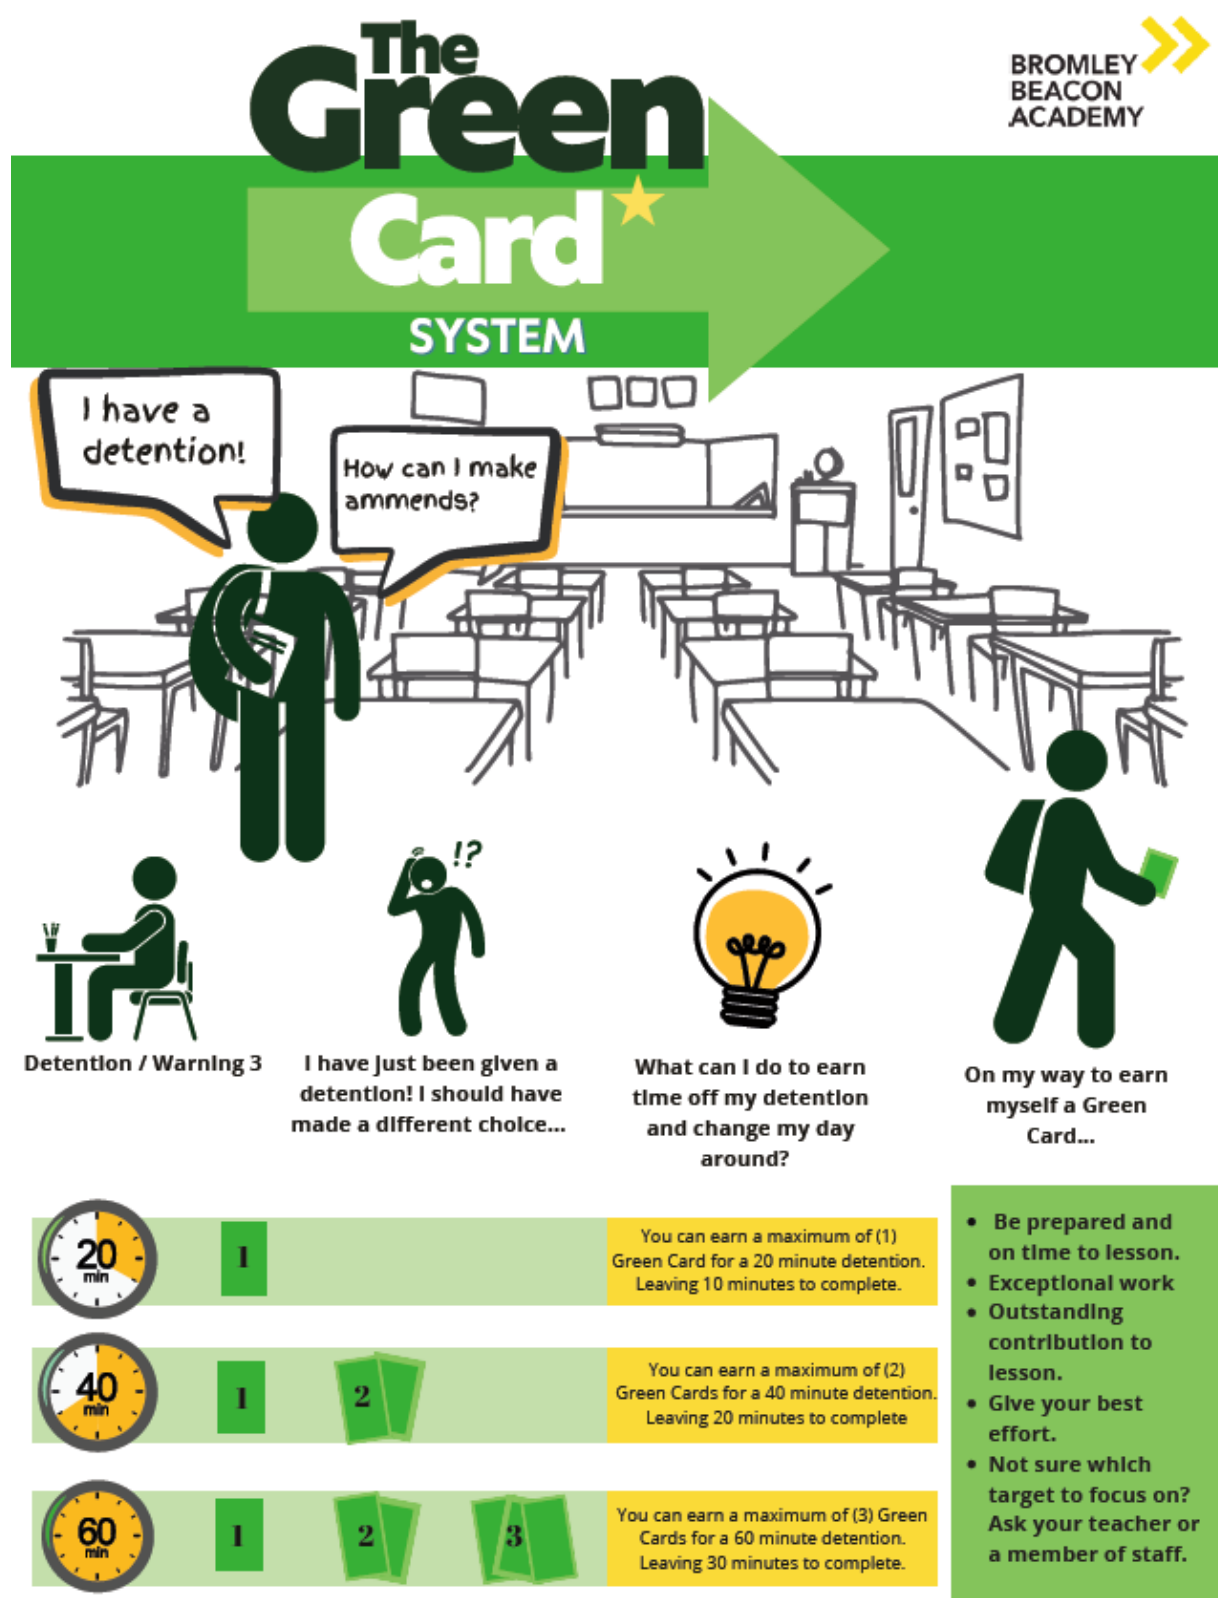 The
Green
Card
SYSTEM
BROMLEY
BEACON
ACADEMY
I have a
detention!
How can I make
ammends?
!?
Detention / Warning 3
I have just been given a
detention! I should have
made a different choice...
What can I do to earn
time off my detention
and change my day
around?
On my way to earn
myself a Green
Card...
20
min
1
You can earn a maximum of (1)
Green Card for a 20 minute detention.
Leaving 10 minutes to complete.
40
min
1
2
You can earn a maximum of (2)
Green Cards for a 40 minute detention.
Leaving 20 minutes to complete
60
min
1
2
3
You can earn a maximum of (3) Green
Cards for a 60 minute detention.
Leaving 30 minutes to complete.
• Be prepared and
on time to lesson.
• Exceptional work
• Outstanding
contribution to
lesson.
• Give your best
effort.
• Not sure which
target to focus on?
Ask your teacher or
a member of staff.